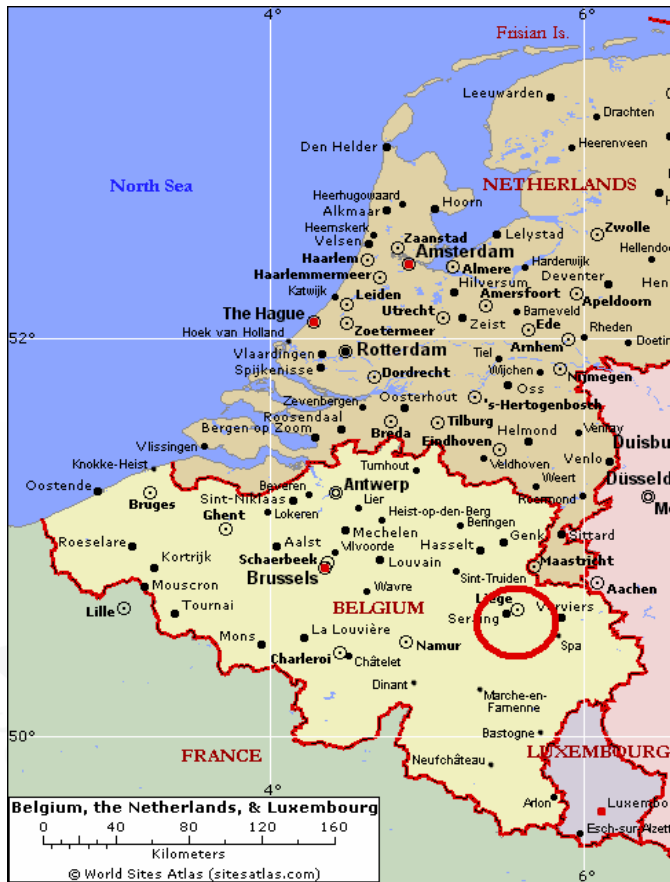 4° 6°
Frisian Is.
Leeuwarden
Drachten
Den Helder
Heerenveen
North Sea
NETHERLANDS
Heerhugowaard
Alkmaar
Hoorn
Heemskerk
Velsen
Zaanstad
Lelystad
Zwolle
Haarlem
Amsterdam
Hellendoo
Haarlemmermeer
Almere
Harderwijk
Deventer
Hen
Katwijk
Leiden
Hilversum
Amersfoort
Apeldoorn
The Hague
Utrecht
Barneveld
Zoetermeer
Zeist
Ede
Rheden
52°
Hoek van Holland
Arnhem
Doetin
Vlaardingen
Rotterdam
Tiel
Spijkenisse
Dordrecht
Wijchen
Nijmegen
Zevenbergen
Oosterhout
Oss
's-Hertogenbosch
Roosendaal
Bergen op Zoom
Breda
Tilburg
Helmond
Venray
Vlissingen
Eindhoven
Duisbu
Knokke-Heist
Turnhout
Veldhoven
Venlo
Oostende
Beveren
Antwerp
Weert
Düsseld
Bruges
Sint-Niklaas
Lier
Roermond
Mö
Ghent
Lokeren
Heist-op-den-Berg
Beringen
Mechelen
Genk
Sittard
Roeselare
Aalst
Vilvoorde
Hasselt
Kortrijk
Schaerbeek
Louvain
Maastricht
Brussels
Sint-Truiden
Mouscron
Wavre
Aachen
Lille
Tournai
BELGIUM
Liège
Seraing
Verviers
Mons
La Louvière
Namur
Spa
Charleroi
Châtelet
Dinant
Marche-en-
Famenne
50°
Bastogne
FRANCE
LUXEMBOURG
Neufchâteau
4°
Arlon
Luxembo
Belgium, the Netherlands, & Luxembourg
0 40 80 120 160
Esch-sur-Alzett
Kilometers
© World Sites Atlas (sitesatlas.com)
6°